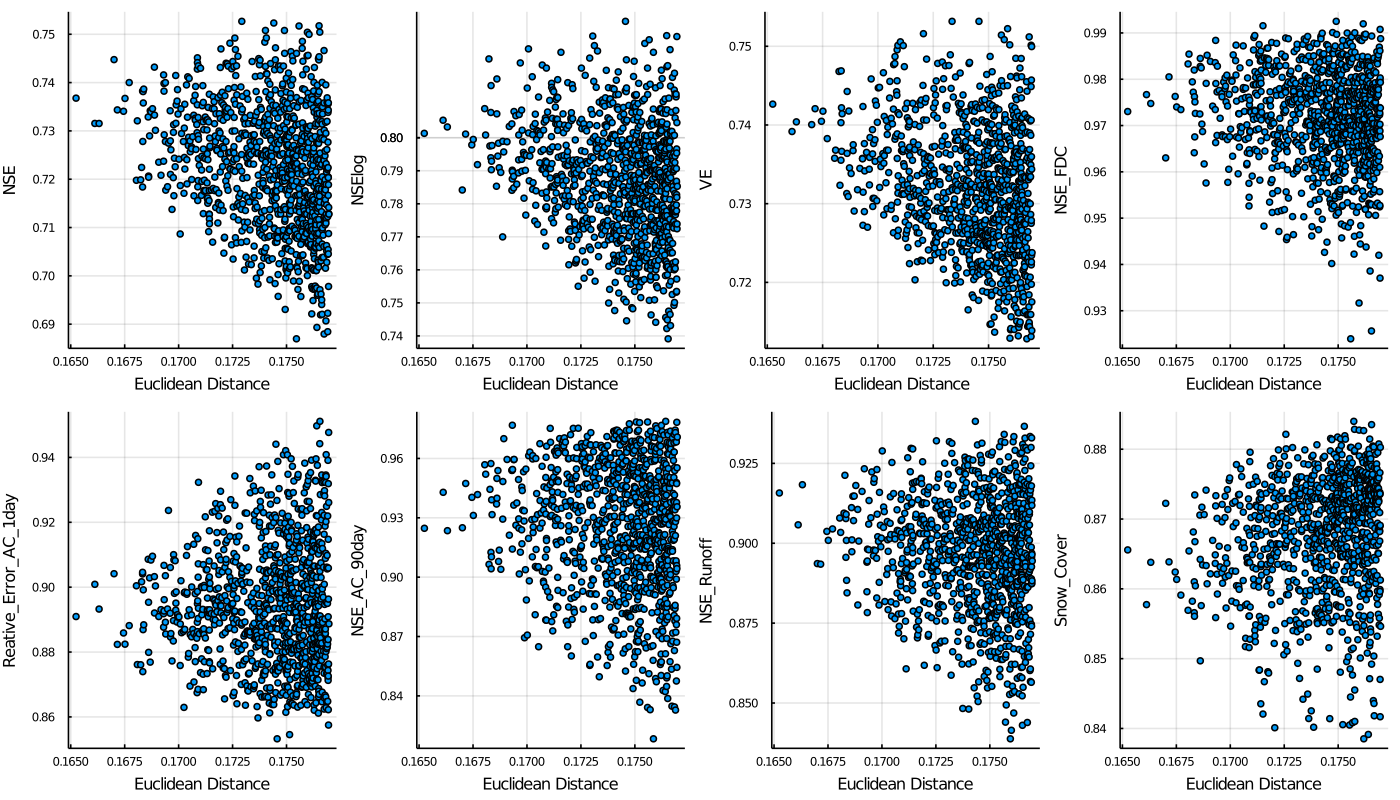 NSE
0.75
0.74
0.73
0.72
0.71
0.70
0.69
0.1650 0.1675 0.1700 0.1725 0.1750
Euclidean Distance
NSElog
0.80
0.79
0.78
0.77
0.76
0.75
0.74
0.1650 0.1675 0.1700 0.1725 0.1750
Euclidean Distance
VE
0.75
0.74
0.73
0.72
0.1650 0.1675 0.1700 0.1725 0.1750
Euclidean Distance
NSE_FDC
0.99
0.98
0.97
0.96
0.95
0.94
0.93
0.1650 0.1675 0.1700 0.1725 0.1750
Euclidean Distance
Reative_Error_AC_1day
0.94
0.92
0.90
0.88
0.86
0.1650 0.1675 0.1700 0.1725 0.1750
Euclidean Distance
NSE_AC_90day
0.96
0.93
0.90
0.87
0.84
0.1650 0.1675 0.1700 0.1725 0.1750
Euclidean Distance
NSE_Runoff
0.925
0.900
0.875
0.850
0.1650 0.1675 0.1700 0.1725 0.1750
Euclidean Distance
Snow_Cover
0.88
0.87
0.86
0.85
0.84
0.1650 0.1675 0.1700 0.1725 0.1750
Euclidean Distance